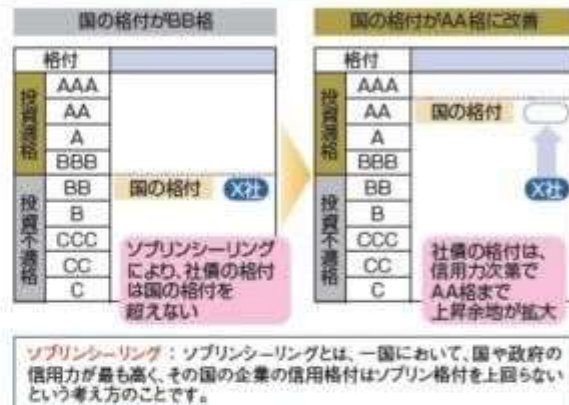 国の格付がBB格
格付
投資適格
AAA
AA
A
BBB
投資不適格
BB
B
CCC
CC
C
国の格付
X社
ソブリンシーリング
により、社債の格付
は国の格付を
超えない
国の格付がAA格に改善
格付
投資適格
AAA
AA
A
BBB
投資不適格
BB
B
CCC
CC
C
国の格付
X社
社債の格付は、
信用力次第で
AA格まで
上昇余地が拡大
ソブリンシーリング：ソブリンシーリングとは、一国において、国や政府の
信用力が最も高く、その国の企業の信用格付はソブリン格付を上回らない
という考え方のことです。